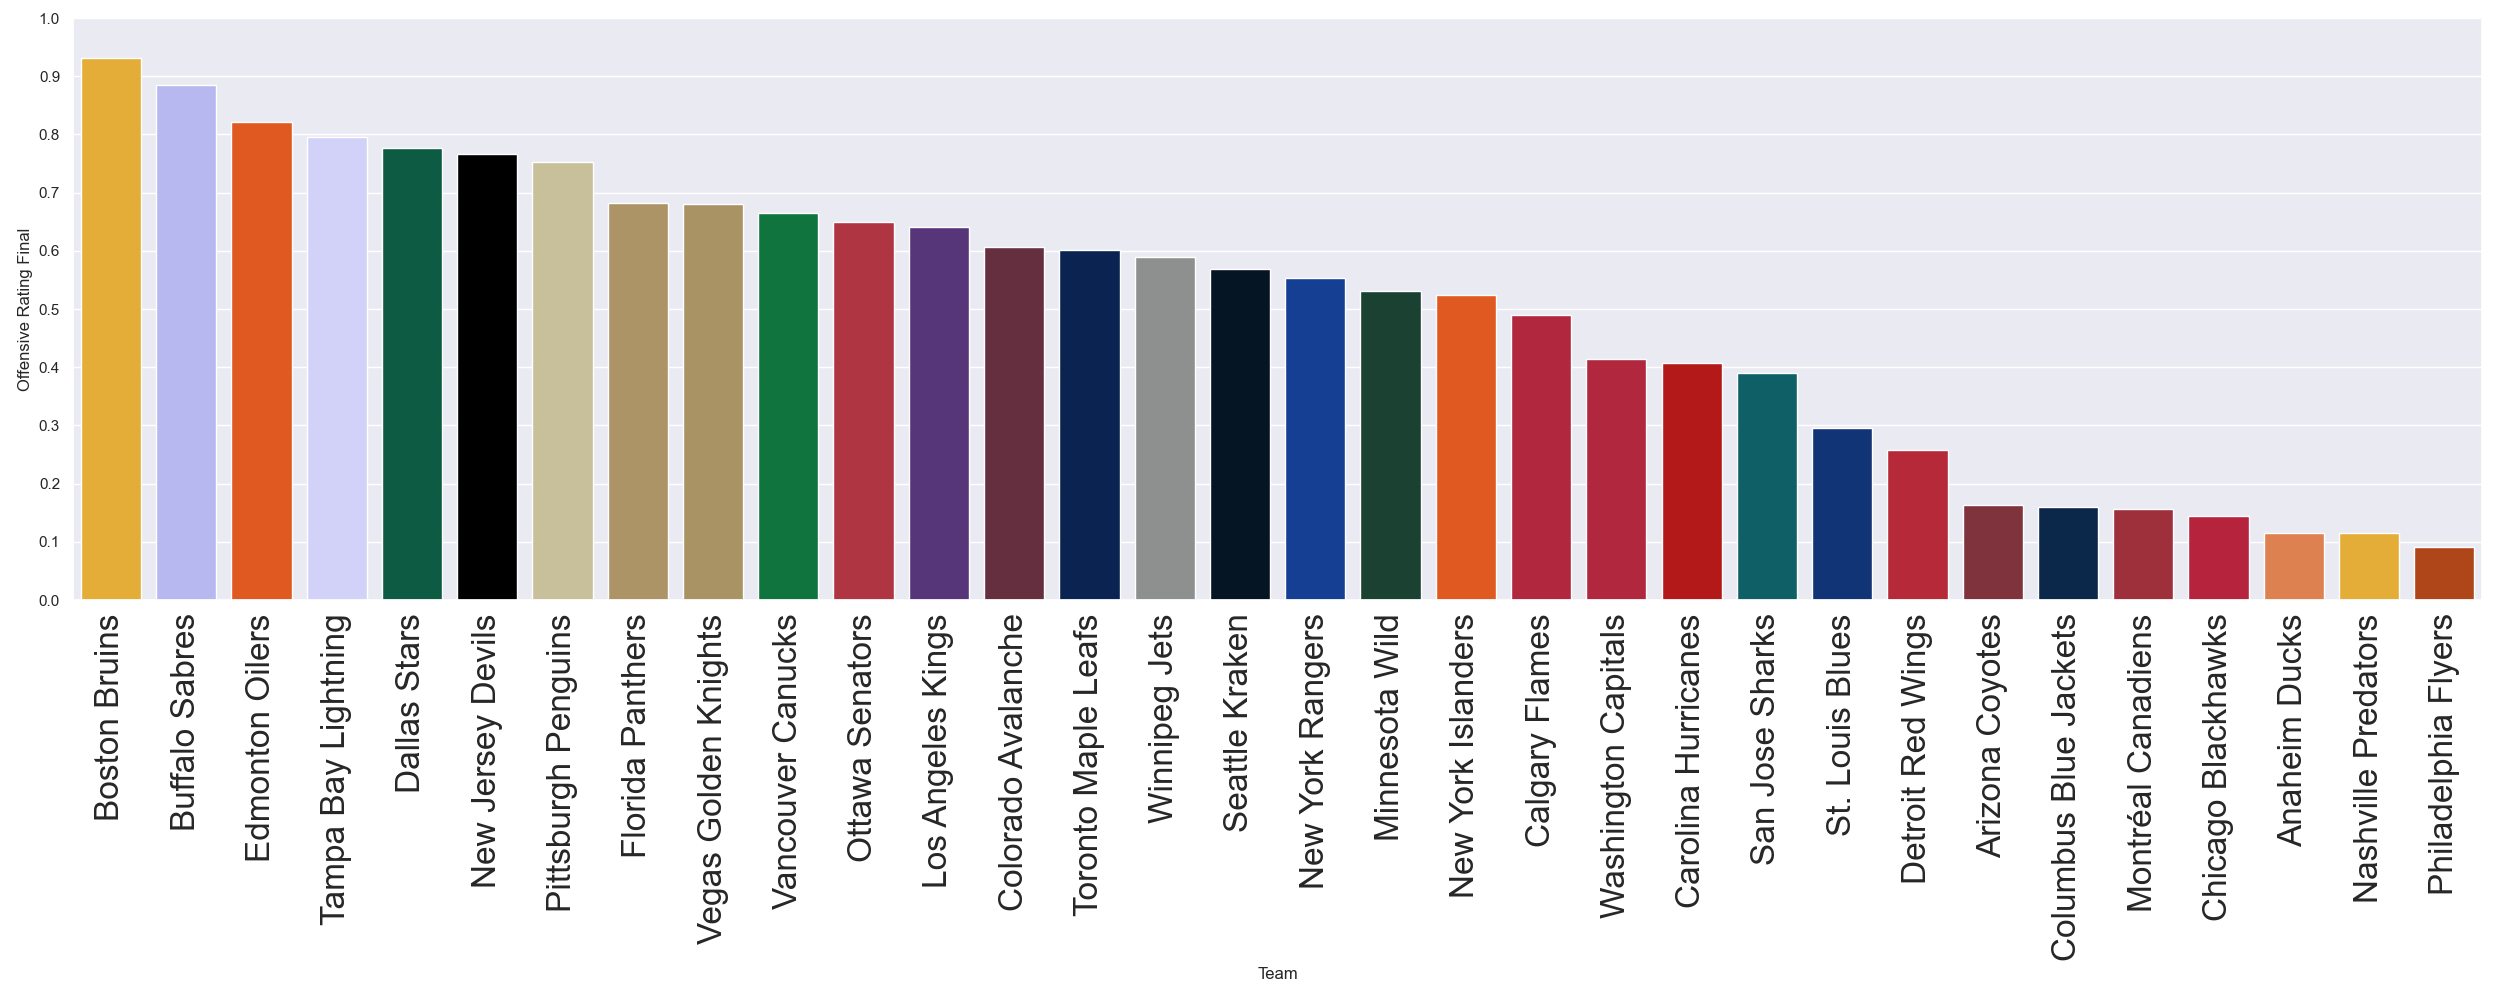 1.0
0.9
0.8
0.7
0.6
0.5
0.4
0.3
0.2
0.1
0.0
Offensive Rating Final
Boston Bruins
Buffalo Sabres
Edmonton Oilers
Tampa Bay Lightning
Dallas Stars
New Jersey Devils
Pittsburgh Penguins
Florida Panthers
Vegas Golden Knights
Vancouver Canucks
Ottawa Senators
Los Angeles Kings
Colorado Avalanche
Toronto Maple Leafs
Winnipeg Jets
Seattle Kraken
New York Rangers
Minnesota Wild
New York Islanders
Calgary Flames
Washington Capitals
Carolina Hurricanes
San Jose Sharks
St. Louis Blues
Detroit Red Wings
Arizona Coyotes
Columbus Blue Jackets
Montréal Canadiens
Chicago Blackhawks
Anaheim Ducks
Nashville Predators
Philadelphia Flyers
Team